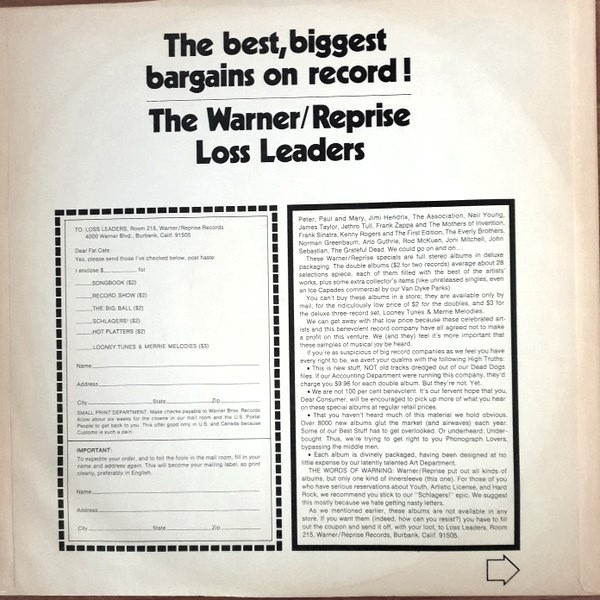 The best, biggest
bargains on record!
The Warner/Reprise
Loss Leaders
TO: LOSS LEADERS, Room 215, Warner/Reprise Records
4000 Warner Blvd., Burbank, Calif. 91505
Dear Fat Cats:
Yes, please send those I've checked below, post haste.
I enclose $ for
SONGBOOK ($2)
RECORD SHOW ($2)
THE BIG BALL ($2)
SCHLAGERS! ($2)
HOT PLATTERS ($2)
LOONEY TUNES & MERRIE MELODIES ($3)
Name
Address
City State Zip
SMALL PRINT DEPARTMENT: Make checks payable to Warner Bros. Records.
Allow about six weeks for the clowns in our mail room and the U.S. Postal
People to get back to you. This offer good only in U.S. and Canada because
Customs is such a pain.
IMPORTANT:
To expedite your order, and to foil the fools in the mail room, fill in your
name and address again. This will become your mailing label, so print
clearly, preferably in English.
Name
Address
City State Zip
Peter, Paul and Mary, Jimi Hendrix, The Association, Neil Young,
James Taylor, Jethro Tull, Frank Zappa and The Mothers of Invention,
Frank Sinatra, Kenny Rogers and The First Edition, The Everly Brothers,
Norman Greenbaum, Arlo Guthrie, Rod McKuen, Joni Mitchell, John
Sebastian, The Grateful Dead. We could go on and on....
These Warner/Reprise specials are full stereo albums in deluxe
packaging. The double albums ($2 for two records) average about 28
selections apiece, each of them filled with the best of the artists'
works, plus some extra collector's items (like unreleased singles, even
an Ice Capades commercial by our Van Dyke Parks)
You can't buy these albums in a store; they are available only by
mail, for the ridiculously low price of $2 for the doubles, and $3 for
the deluxe three-record set, Looney Tunes & Merrie Melodies.
We can get away with that low price because these celebrated art-
ists and this benevolent record company have all agreed not to make
a profit on this venture. We (and they) feel it's more important that
these samples of musical joy be heard.
If you're as suspicious of big record companies as we feel you have
every right to be, we avert your qualms with the following High Truths:
• This is new stuff, NOT old tracks dredged out of our Dead Dogs
files. If our Accounting Department were running this company, they'd
charge you $9.96 for each double album. But they're not. Yet.
• We are not 100 per cent benevolent. It's our fervent hope that you,
Dear Consumer, will be encouraged to pick up more of what you hear
on these special albums at regular retail prices.
• That you haven't heard much of this material we hold obvious.
Over 8000 new albums glut the market (and airwaves) each year.
Some of our Best Stuff has to get overlooked. Or underheard. Under-
bought. Thus, we're trying to get right to you Phonograph Lovers,
bypassing the middle men.
• Each album is divinely packaged, having been designed at no
little expense by our latently talented Art Department.
THE WORDS OF WARNING: Warner/Reprise put out all kinds of
albums, but only one kind of innersleeve (this one). For those of you
who have serious reservations about Youth, Artistic License, and Hard
Rock, we recommend you stick to our "Schlagers!" epic. We suggest
this mostly because we hate getting nasty letters.
As we mentioned earlier, these albums are not available in any
store. If you want them (indeed, how can you resist?) you have to fill
out the coupon and send it off, with your loot, to Loss Leaders, Room
215, Warner/Reprise Records, Burbank, Calif. 91505.